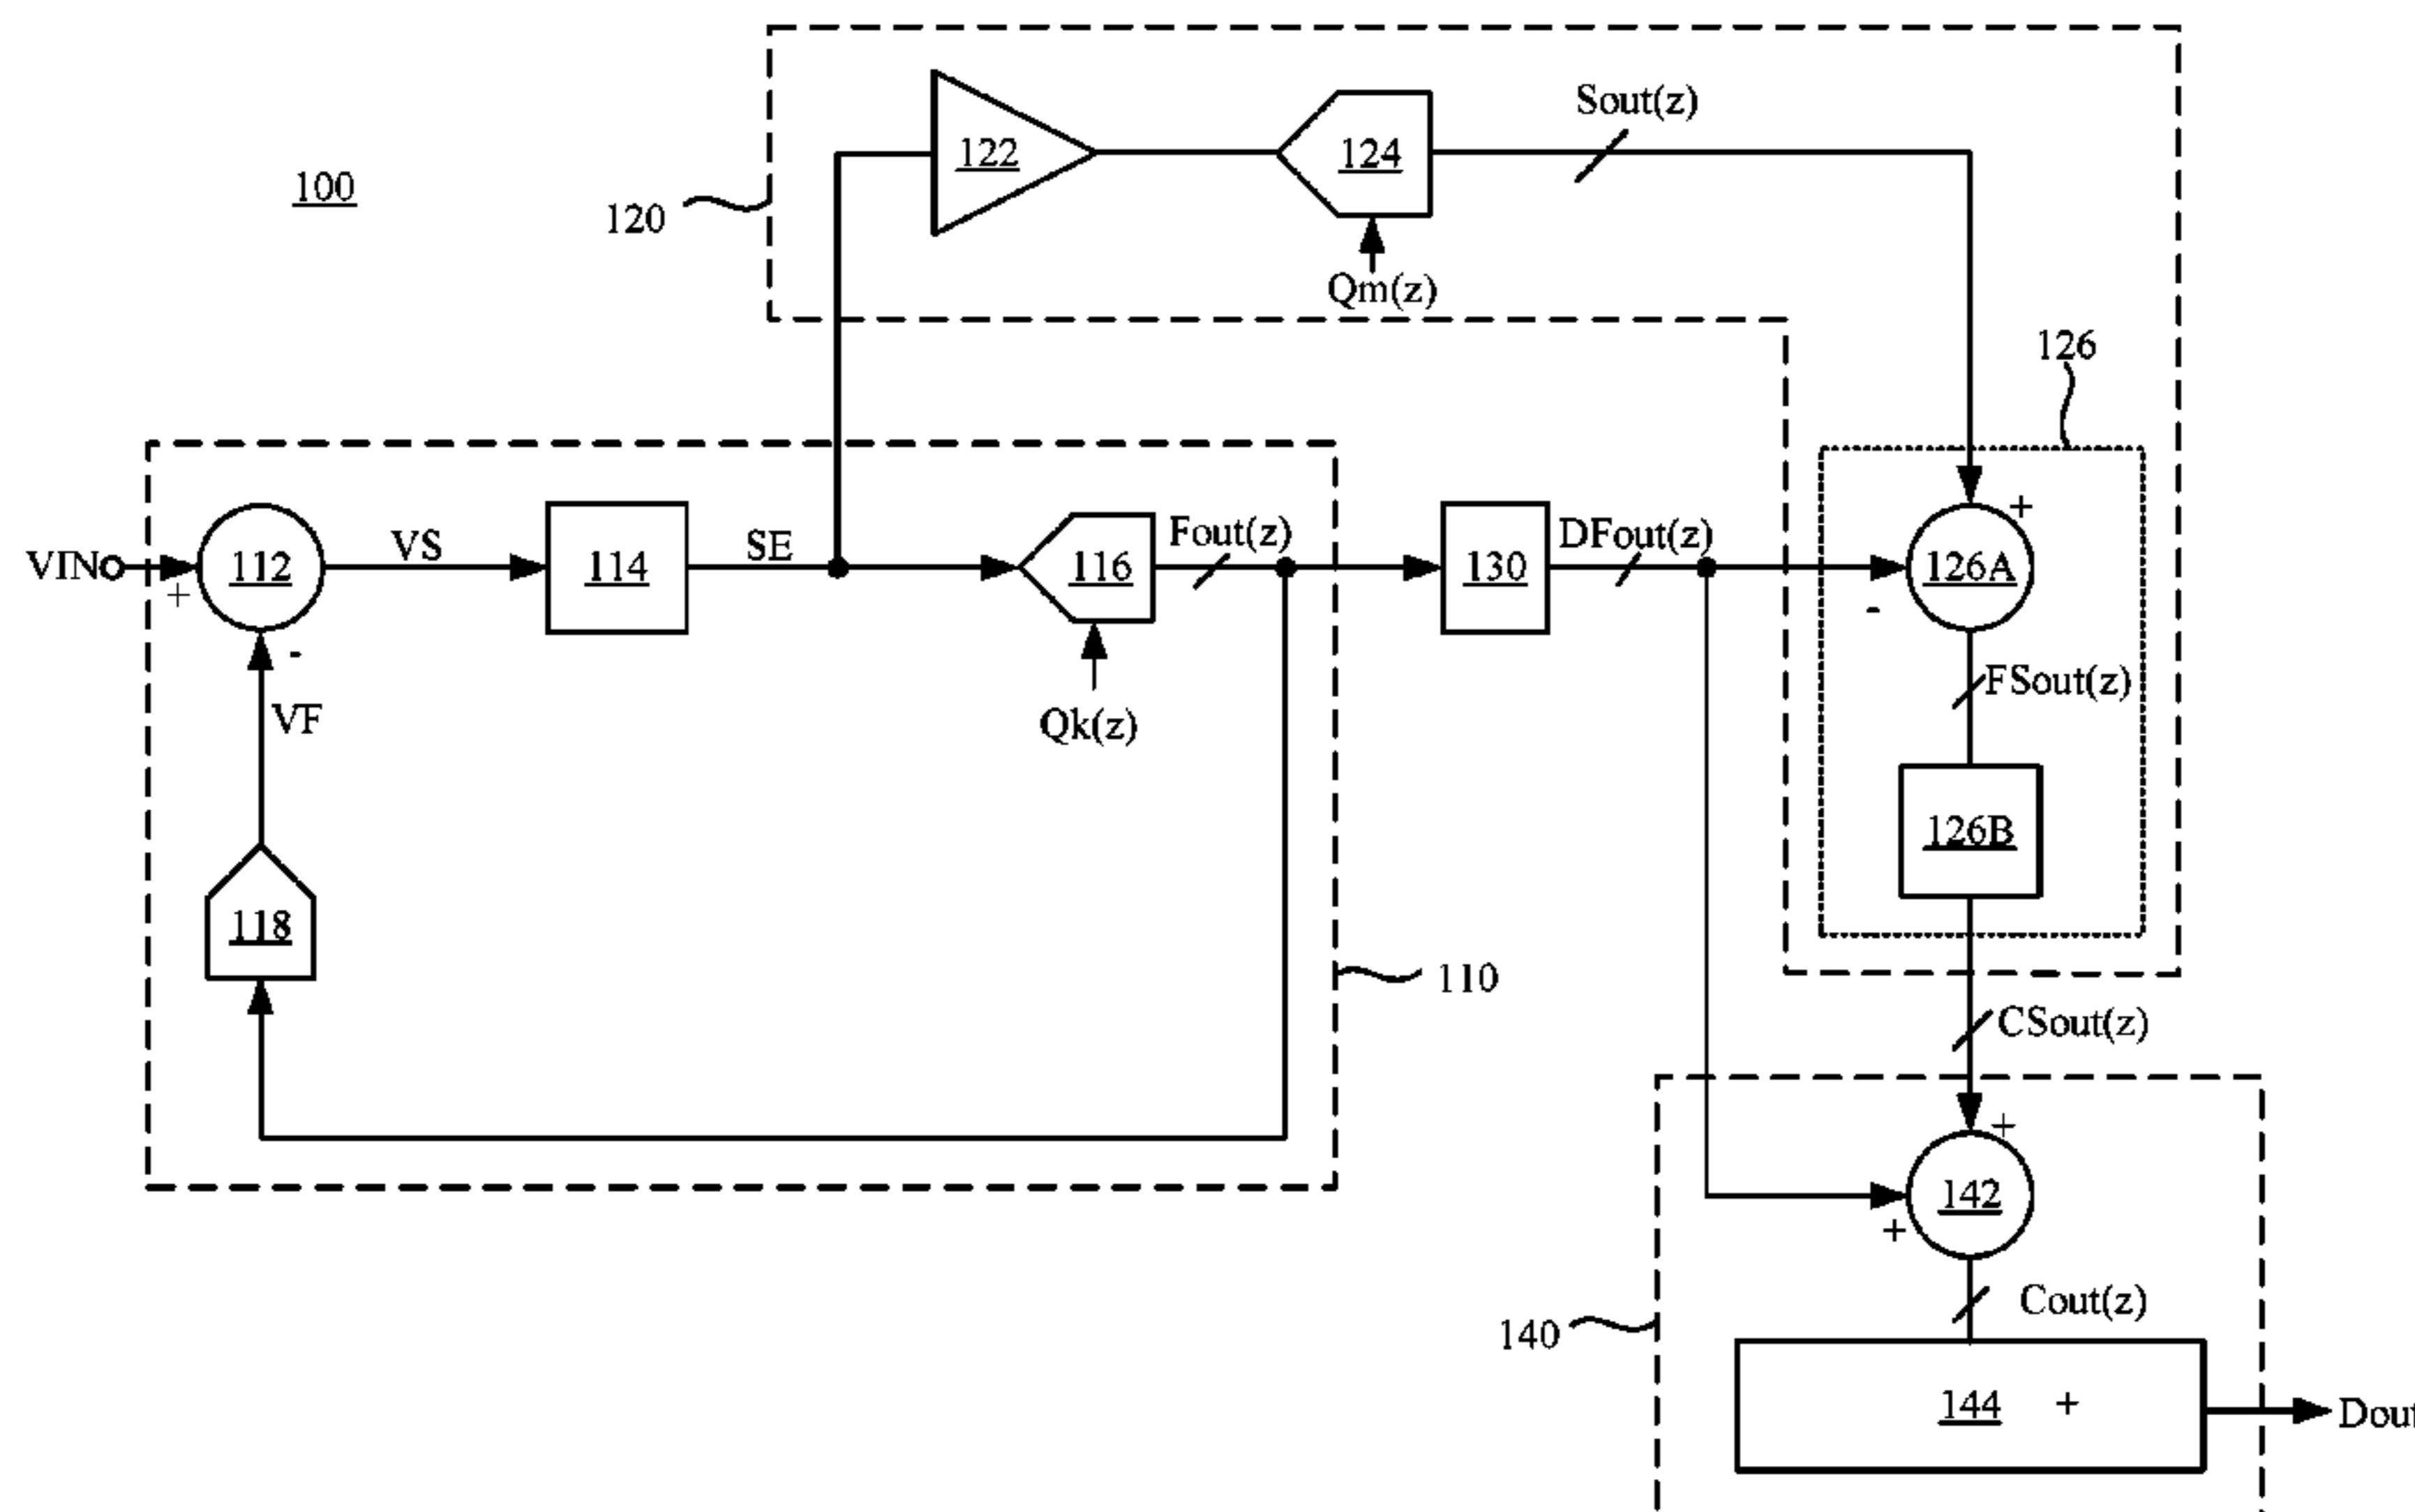 Sout(z)
122
124
100
120
Qm(z)
126
VIN
+
112
VS
114
SE
116
Fout(z)
130
DFout(z)
+
126A
-
-
VF
Qk(z)
FSout(z)
126B
118
110
CSout(z)
+
142
+
Cout(z)
140
144 +
Dout